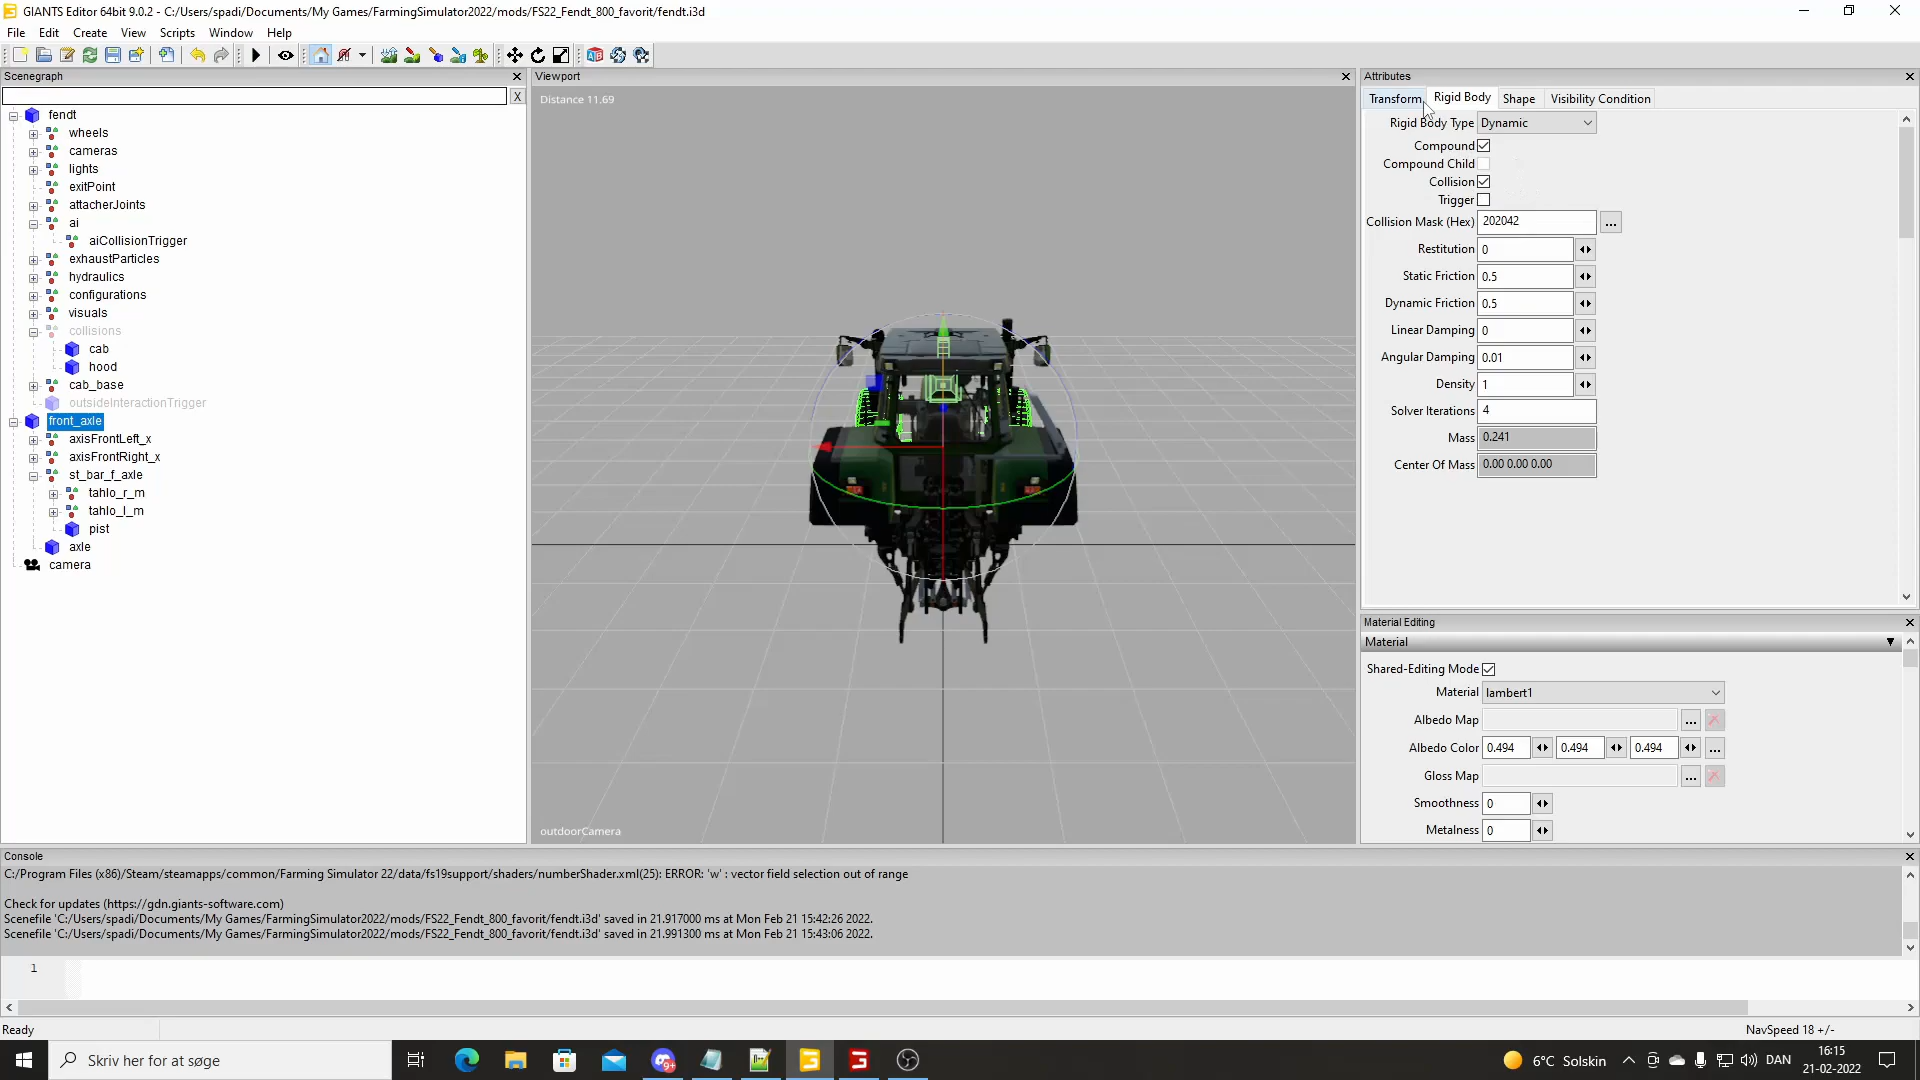 GIANTS Editor 64bit 9.0.2 - C:/Users/spadi/Documents/My Games/FarmingSimulator2022/mods/FS22_Fendt_800_favorit/fendt.i3d
File Edit Create View Scripts Window Help
Scenegraph
X
fendt
wheels
cameras
lights
exitPoint
attacherJoints
ai
aiCollisionTrigger
exhaustParticles
hydraulics
configurations
visuals
collisions
cab
hood
cab_base
outsideInteractionTrigger
front_axle
axisFrontLeft_x
axisFrontRight_x
st_bar_f_axle
tahlo_r_m
tahlo_l_m
pist
axle
camera
Viewport
Distance 11.69
outdoorCamera
Attributes
Transform Rigid Body Shape Visibility Condition
Rigid Body Type Dynamic
Compound
Compound Child
Collision
Trigger
Collision Mask (Hex) 202042 ...
Restitution 0
Static Friction 0.5
Dynamic Friction 0.5
Linear Damping 0
Angular Damping 0.01
Density 1
Solver Iterations 4
Mass 0.241
Center Of Mass 0.00 0.00 0.00
Material Editing
Material
Shared-Editing Mode
Material lambert1
Albedo Map ...
Albedo Color 0.494 0.494 0.494 ...
Gloss Map ...
Smoothness 0
Metalness 0
Console
C:/Program Files (x86)/Steam/steamapps/common/Farming Simulator 22/data/fs19support/shaders/numberShader.xml(25): ERROR: 'w' : vector field selection out of range
Check for updates (https://gdn.giants-software.com)
Scenefile 'C:/Users/spadi/Documents/My Games/FarmingSimulator2022/mods/FS22_Fendt_800_favorit/fendt.i3d' saved in 21.917000 ms at Mon Feb 21 15:42:26 2022.
Scenefile 'C:/Users/spadi/Documents/My Games/FarmingSimulator2022/mods/FS22_Fendt_800_favorit/fendt.i3d' saved in 21.991300 ms at Mon Feb 21 15:43:06 2022.
1
Ready
NavSpeed 18 +/-
Skriv her for at søge
9+
6°C Solskin
DAN
16:15
21-02-2022